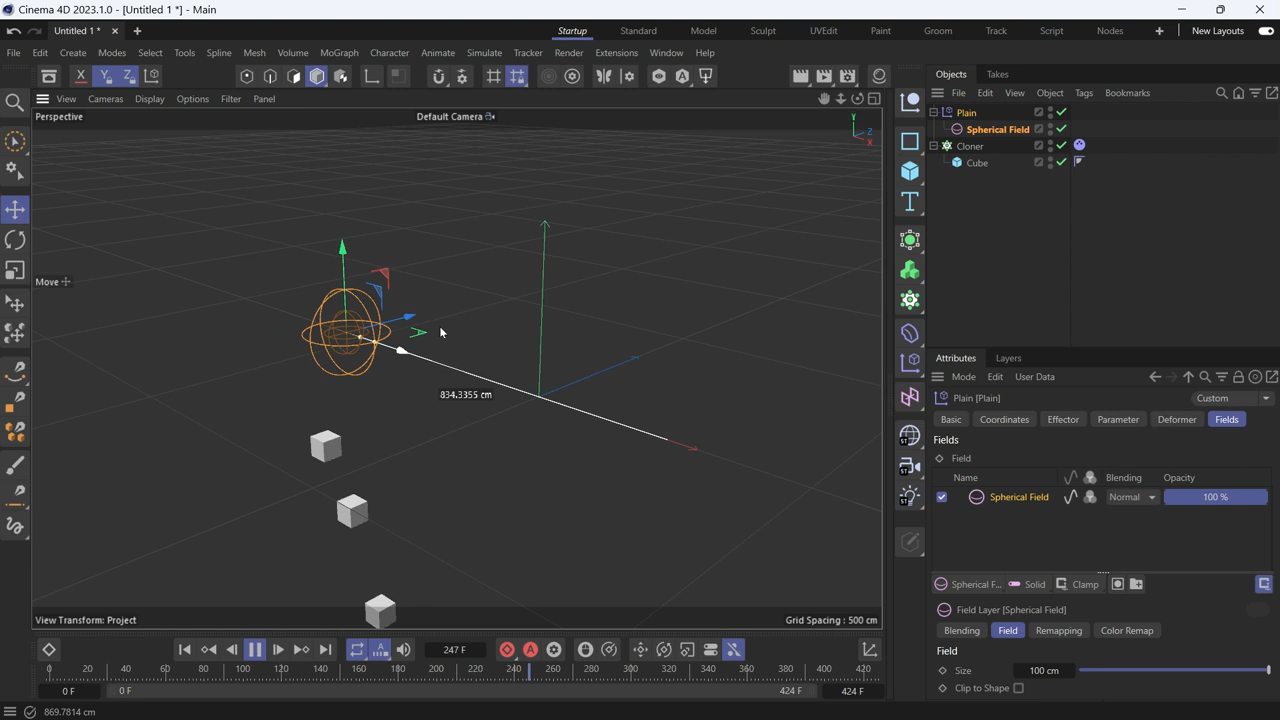 Cinema 4D 2023.1.0 - [Untitled 1 *] - Main
Untitled 1 *
Startup
Standard
Model
Sculpt
UVEdit
Paint
Groom
Track
Script
Nodes
New Layouts
File Edit Create Modes Select Tools Spline Mesh Volume MoGraph Character Animate Simulate Tracker Render Extensions Window Help
X Y Z
Objects Takes
View Cameras Display Options Filter Panel
File Edit View Object Tags Bookmarks
Perspective
Default Camera
Y
Z
X
Plain
Spherical Field
Cloner
Cube
Move
834.3355 cm
Attributes Layers
Mode Edit User Data
Plain [Plain]
Custom
Basic Coordinates Effector Parameter Deformer Fields
Fields
Field
Name Blending Opacity
Spherical Field Normal 100 %
Spherical F... Solid Clamp
Field Layer [Spherical Field]
Blending Field Remapping Color Remap
Field
Size 100 cm
Clip to Shape
View Transform: Project
Grid Spacing : 500 cm
247 F
0 20 40 60 80 100 120 140 160 180 200 220 240 260 280 300 320 340 360 380 400 420
0 F
0 F
424 F
424 F
869.7814 cm